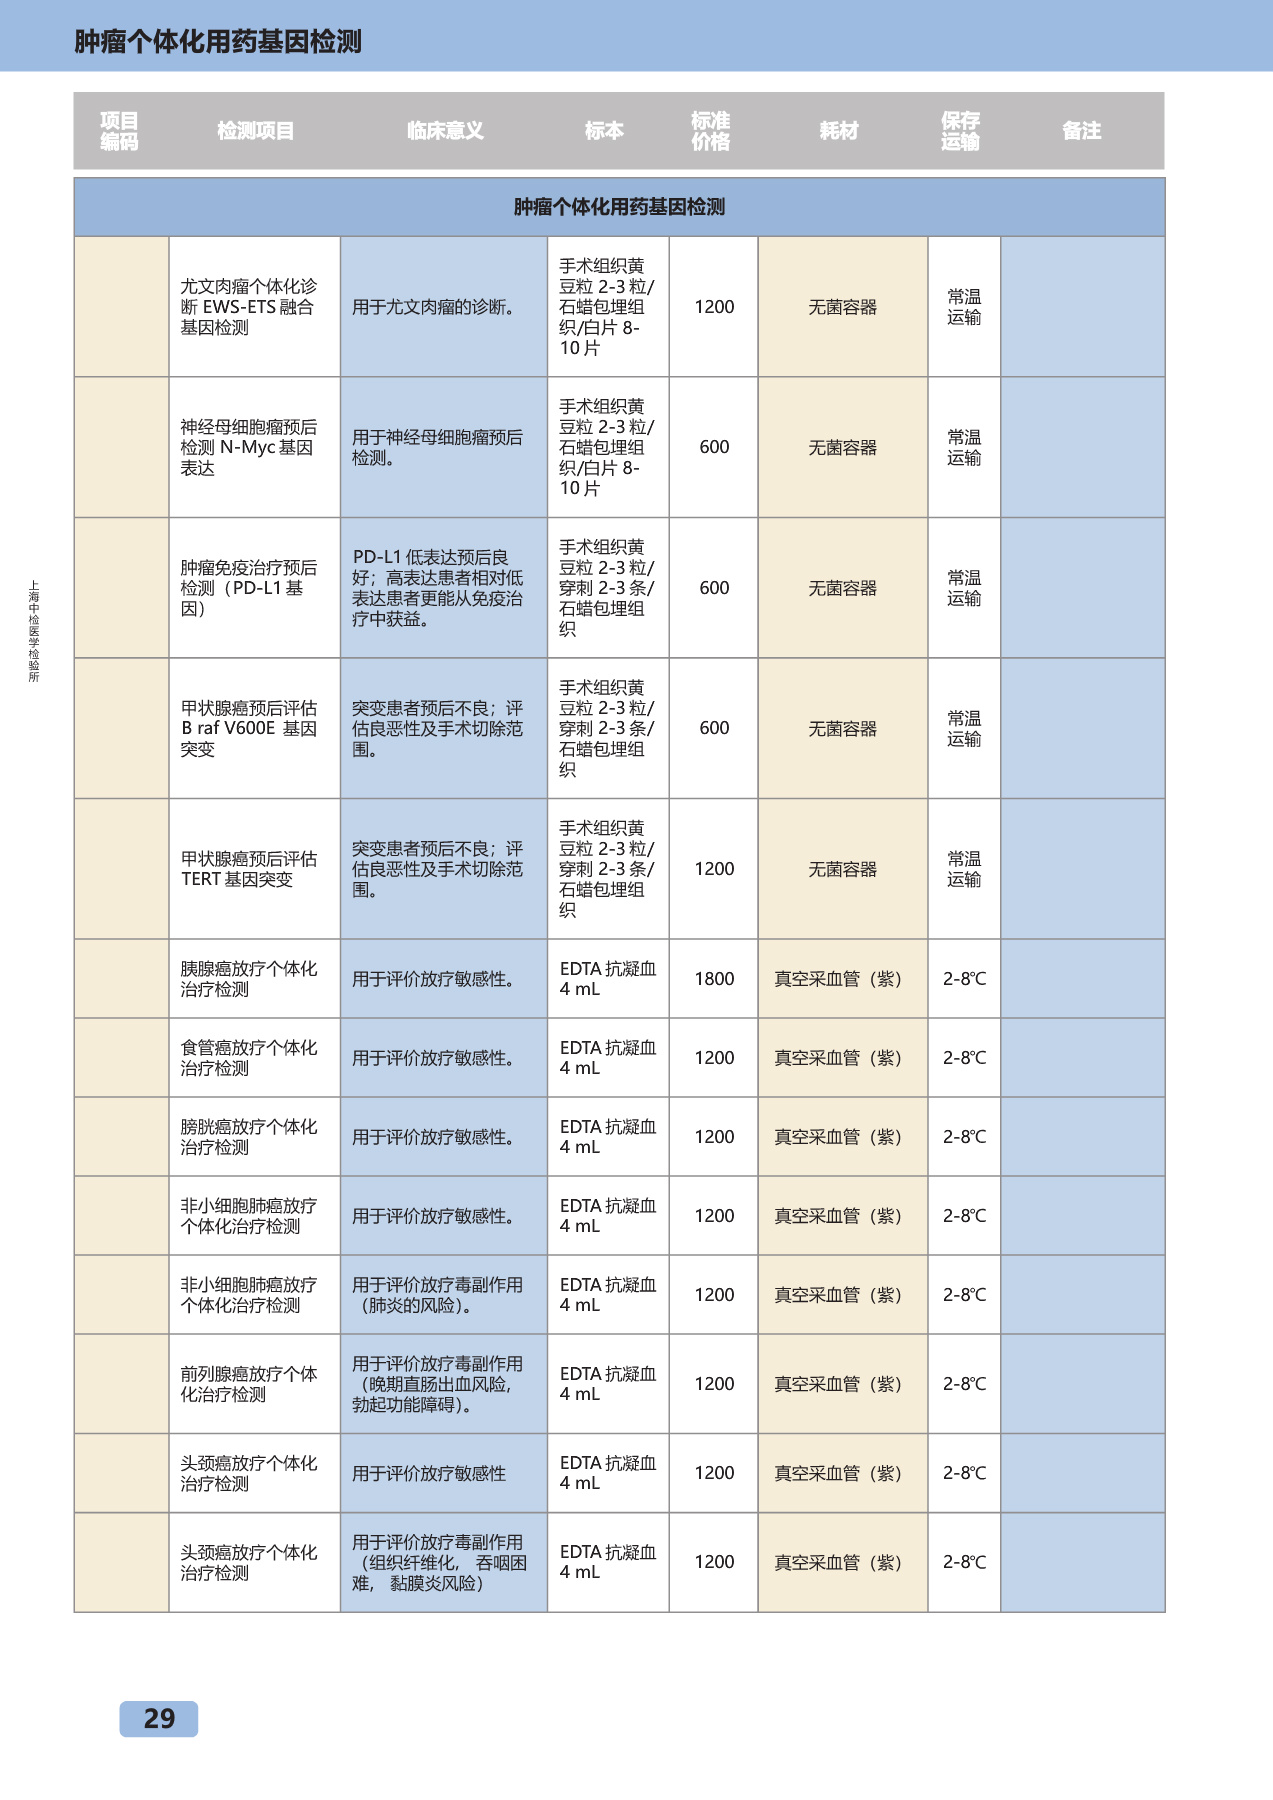 肿瘤个体化用药基因检测
项目
编码
检测项目
临床意义
标本
标准
价格
耗材
保存
运输
备注
肿瘤个体化用药基因检测
尤文肉瘤个体化诊
断 EWS-ETS 融合
基因检测
用于尤文肉瘤的诊断。
手术组织黄
豆粒 2-3 粒/
石蜡包埋组
织/白片 8-
10 片
1200
无菌容器
常温
运输
神经母细胞瘤预后
检测 N-Myc 基因
表达
用于神经母细胞瘤预后
检测。
手术组织黄
豆粒 2-3 粒/
石蜡包埋组
织/白片 8-
10 片
600
无菌容器
常温
运输
肿瘤免疫治疗预后
检测（PD-L1 基
因）
PD-L1 低表达预后良
好；高表达患者相对低
表达患者更能从免疫治
疗中获益。
手术组织黄
豆粒 2-3 粒/
穿刺 2-3 条/
石蜡包埋组
织
600
无菌容器
常温
运输
甲状腺癌预后评估
B raf V600E 基因
突变
突变患者预后不良；评
估良恶性及手术切除范
围。
手术组织黄
豆粒 2-3 粒/
穿刺 2-3 条/
石蜡包埋组
织
600
无菌容器
常温
运输
甲状腺癌预后评估
TERT 基因突变
突变患者预后不良；评
估良恶性及手术切除范
围。
手术组织黄
豆粒 2-3 粒/
穿刺 2-3 条/
石蜡包埋组
织
1200
无菌容器
常温
运输
胰腺癌放疗个体化
治疗检测
用于评价放疗敏感性。
EDTA 抗凝血
4 mL
1800
真空采血管（紫）
2-8℃
食管癌放疗个体化
治疗检测
用于评价放疗敏感性。
EDTA 抗凝血
4 mL
1200
真空采血管（紫）
2-8℃
膀胱癌放疗个体化
治疗检测
用于评价放疗敏感性。
EDTA 抗凝血
4 mL
1200
真空采血管（紫）
2-8℃
非小细胞肺癌放疗
个体化治疗检测
用于评价放疗敏感性。
EDTA 抗凝血
4 mL
1200
真空采血管（紫）
2-8℃
非小细胞肺癌放疗
个体化治疗检测
用于评价放疗毒副作用
（肺炎的风险）。
EDTA 抗凝血
4 mL
1200
真空采血管（紫）
2-8℃
前列腺癌放疗个体
化治疗检测
用于评价放疗毒副作用
（晚期直肠出血风险，
勃起功能障碍）。
EDTA 抗凝血
4 mL
1200
真空采血管（紫）
2-8℃
头颈癌放疗个体化
治疗检测
用于评价放疗敏感性
EDTA 抗凝血
4 mL
1200
真空采血管（紫）
2-8℃
头颈癌放疗个体化
治疗检测
用于评价放疗毒副作用
（组织纤维化， 吞咽困
难， 黏膜炎风险）
EDTA 抗凝血
4 mL
1200
真空采血管（紫）
2-8℃
上海中检医学检验所
29